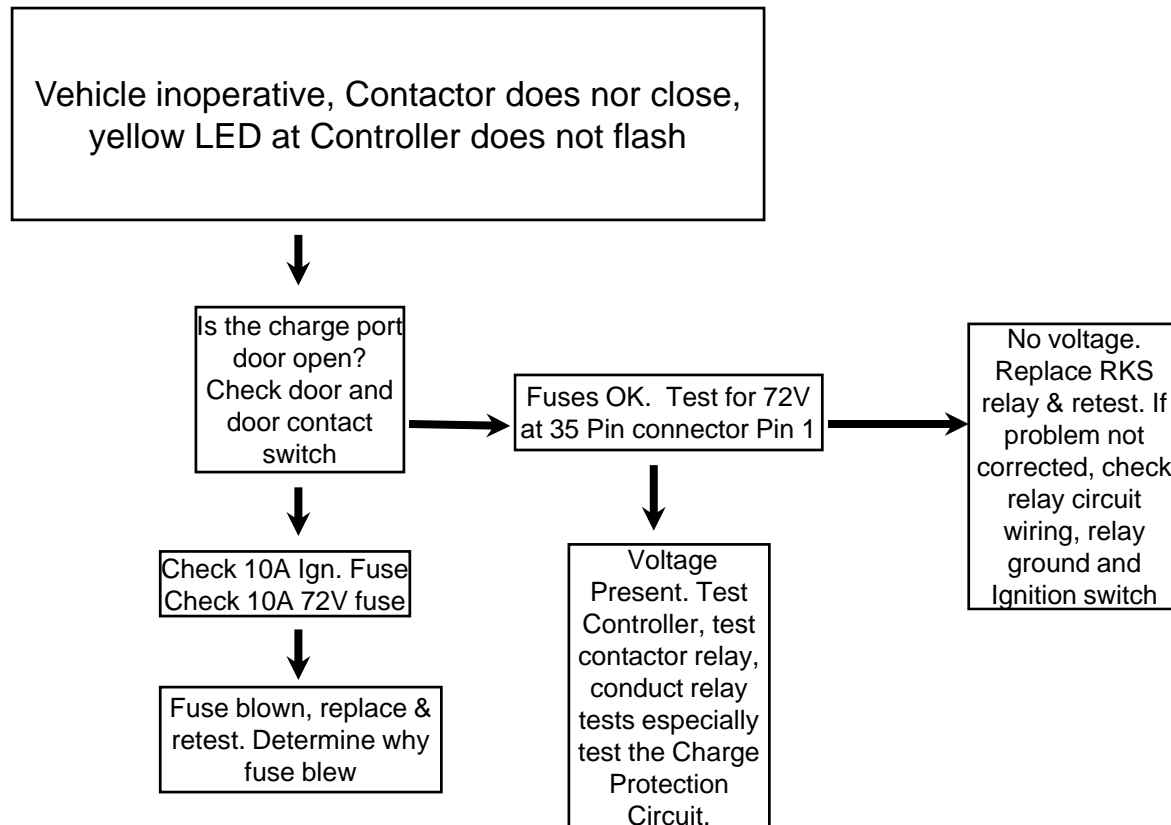 Vehicle inoperative, Contactor does nor close,
yellow LED at Controller does not flash
Is the charge port
door open?
Check door and
door contact
switch
Fuses OK.  Test for 72V
at 35 Pin connector Pin 1
No voltage.
Replace RKS
relay & retest. If
problem not
corrected, check
relay circuit
wiring, relay
ground and
Ignition switch
Check 10A Ign. Fuse
Check 10A 72V fuse
Voltage
Present. Test
Controller, test
contactor relay,
conduct relay
tests especially
test the Charge
Protection
Circuit.
Fuse blown, replace &
retest. Determine why
fuse blew